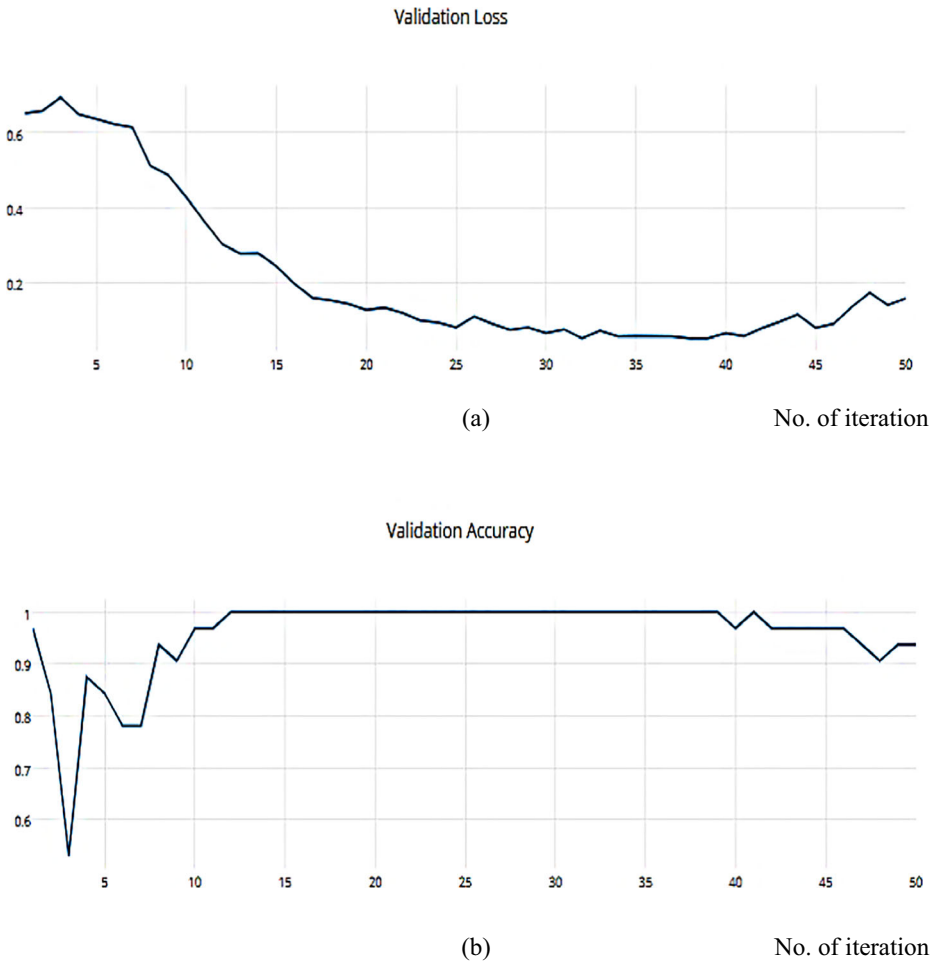 Validation Loss
0.6
0.4
0.2
5 10 15 20 25 30 35 40 45 50
(a) No. of iteration
Validation Accuracy
1
0.9
0.8
0.7
0.6
5 10 15 20 25 30 35 40 45 50
(b) No. of iteration